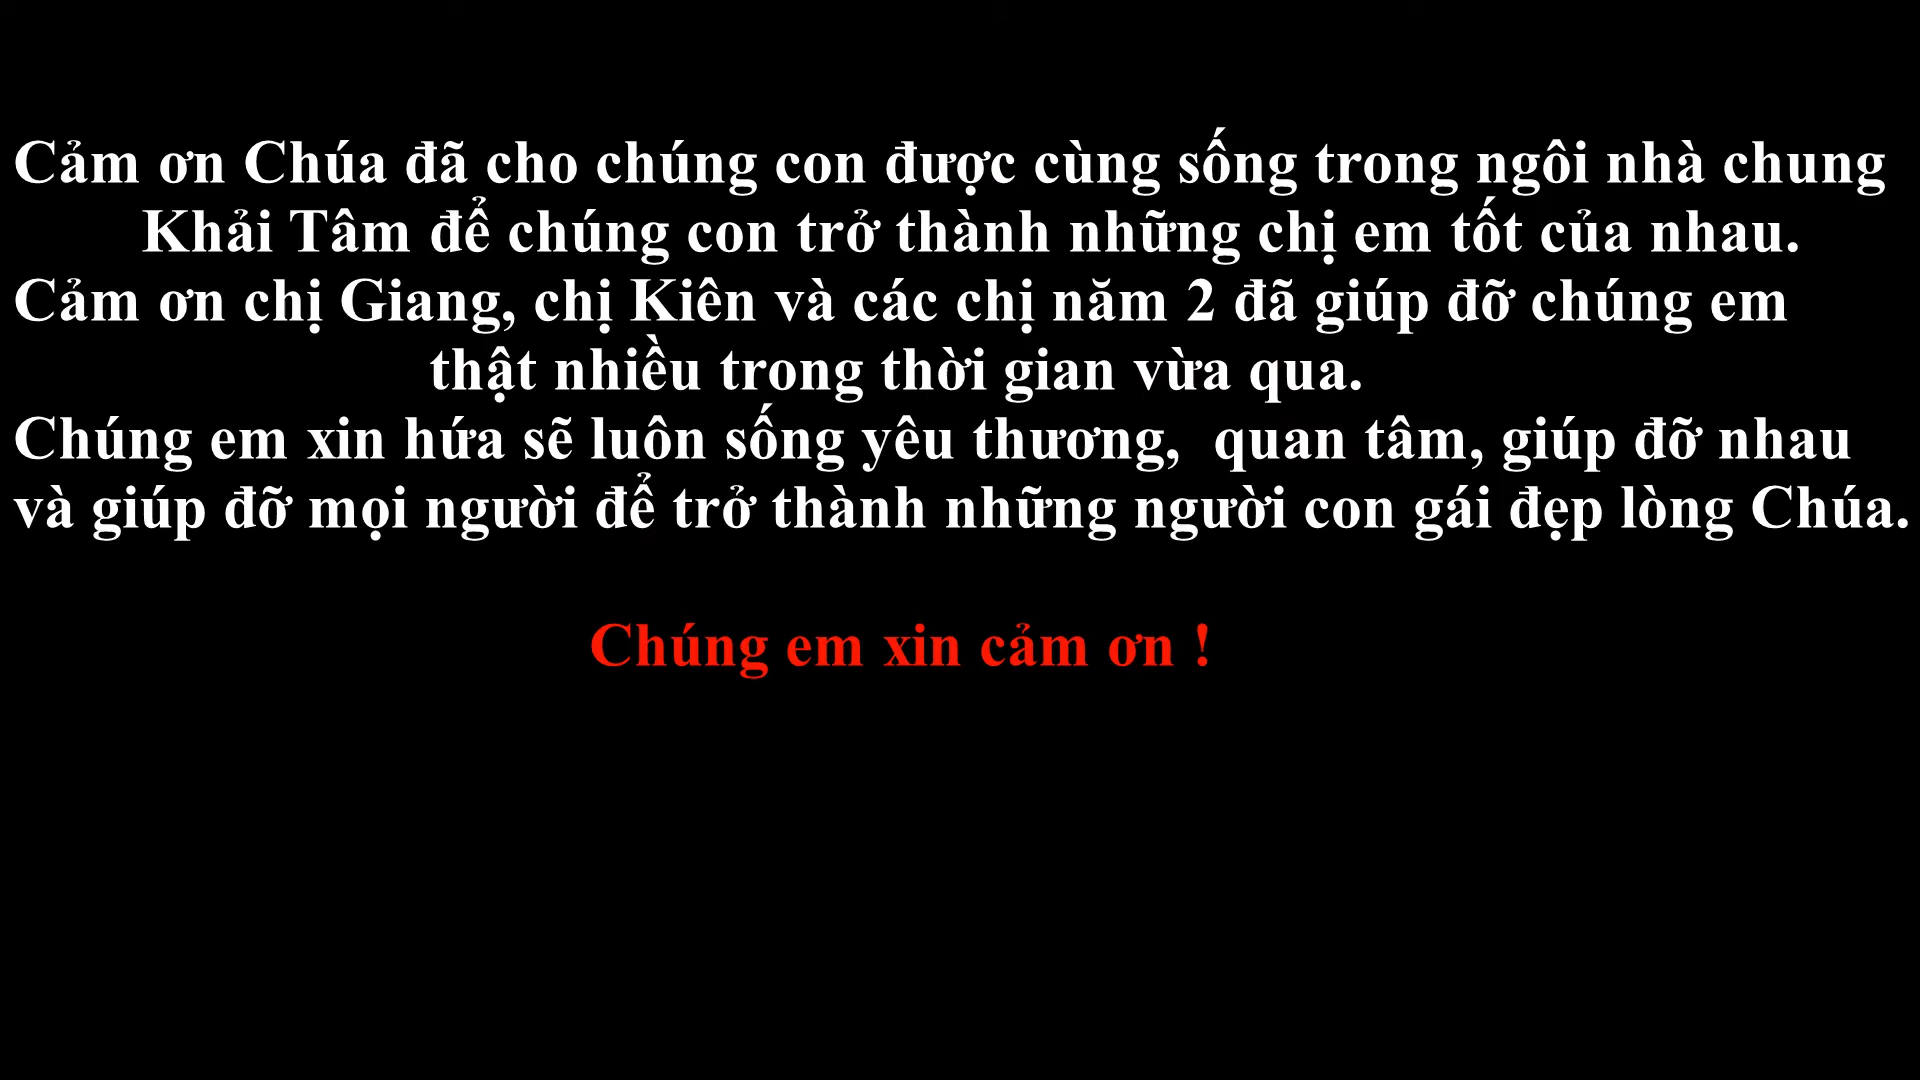 Cảm ơn Chúa đã cho chúng con được cùng sống trong ngôi nhà chung
Khải Tâm để chúng con trở thành những chị em tốt của nhau.
Cảm ơn chị Giang, chị Kiên và các chị năm 2 đã giúp đỡ chúng em
thật nhiều trong thời gian vừa qua.
Chúng em xin hứa sẽ luôn sống yêu thương,  quan tâm, giúp đỡ nhau
và giúp đỡ mọi người để trở thành những người con gái đẹp lòng Chúa.
Chúng em xin cảm ơn !